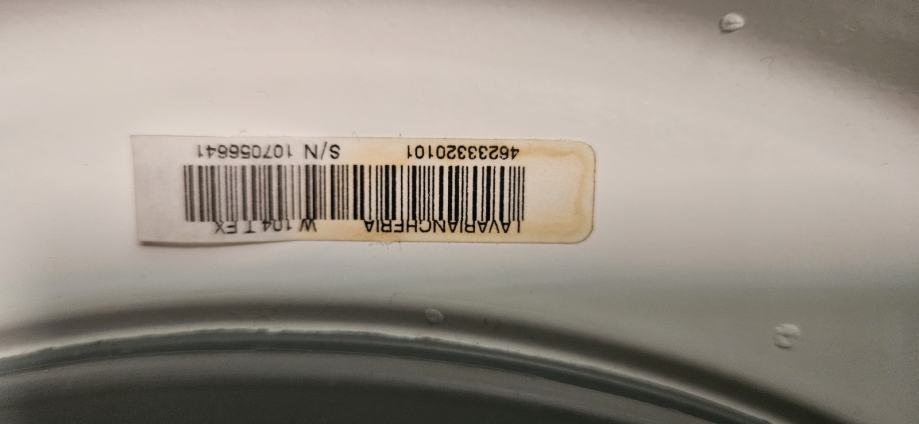 LAVABIANCHERIA W 104 T EX
46233320101 S/N 107056641